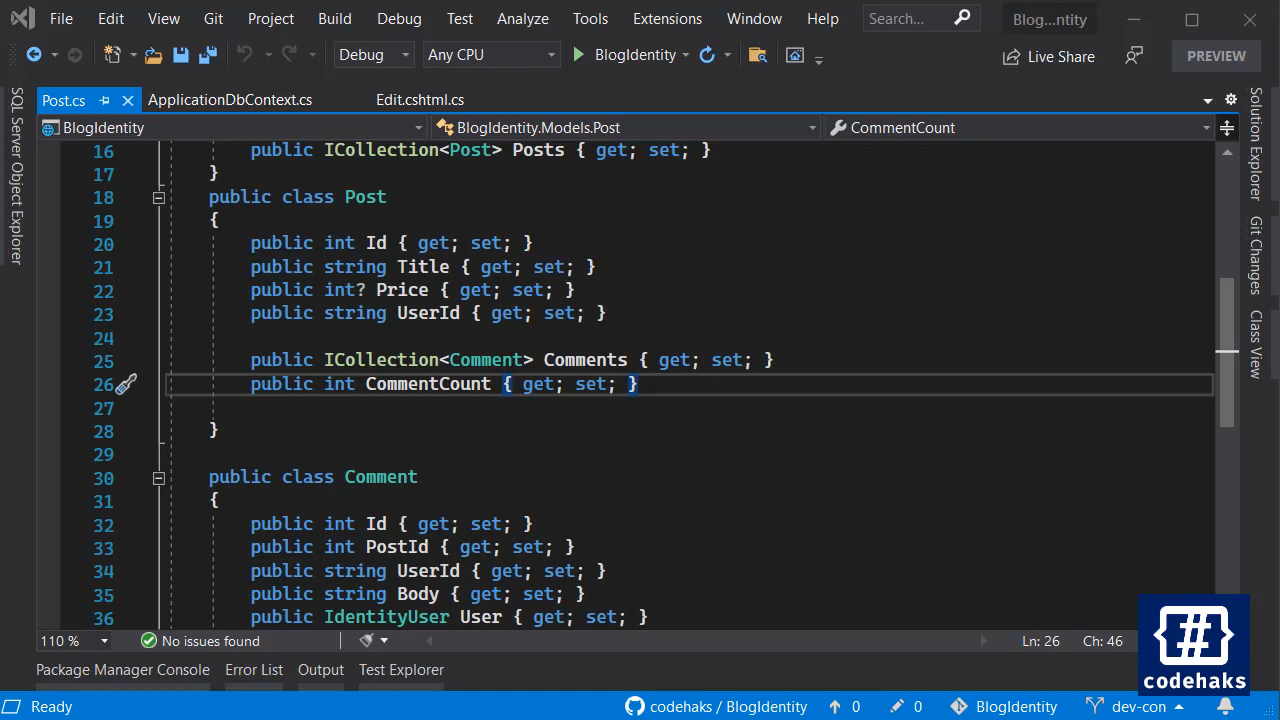 File Edit View Git Project Build Debug Test Analyze Tools Extensions Window Help Search... Blog...ntity
Debug Any CPU BlogIdentity Live Share PREVIEW
Post.cs ApplicationDbContext.cs Edit.cshtml.cs
BlogIdentity BlogIdentity.Models.Post CommentCount
16 public ICollection<Post> Posts { get; set; }
17 }
18 public class Post
19 {
20 public int Id { get; set; }
21 public string Title { get; set; }
22 public int? Price { get; set; }
23 public string UserId { get; set; }
24
25 public ICollection<Comment> Comments { get; set; }
26 public int CommentCount { get; set; }
27
28 }
29
30 public class Comment
31 {
32 public int Id { get; set; }
33 public int PostId { get; set; }
34 public string UserId { get; set; }
35 public string Body { get; set; }
36 public IdentityUser User { get; set; }
110 % No issues found Ln: 26 Ch: 46
Package Manager Console Error List Output Test Explorer
Ready codehaks / BlogIdentity 0 0 BlogIdentity dev-con
SQL Server Object Explorer
Solution Explorer
Git Changes
Class View
{#}
codehaks